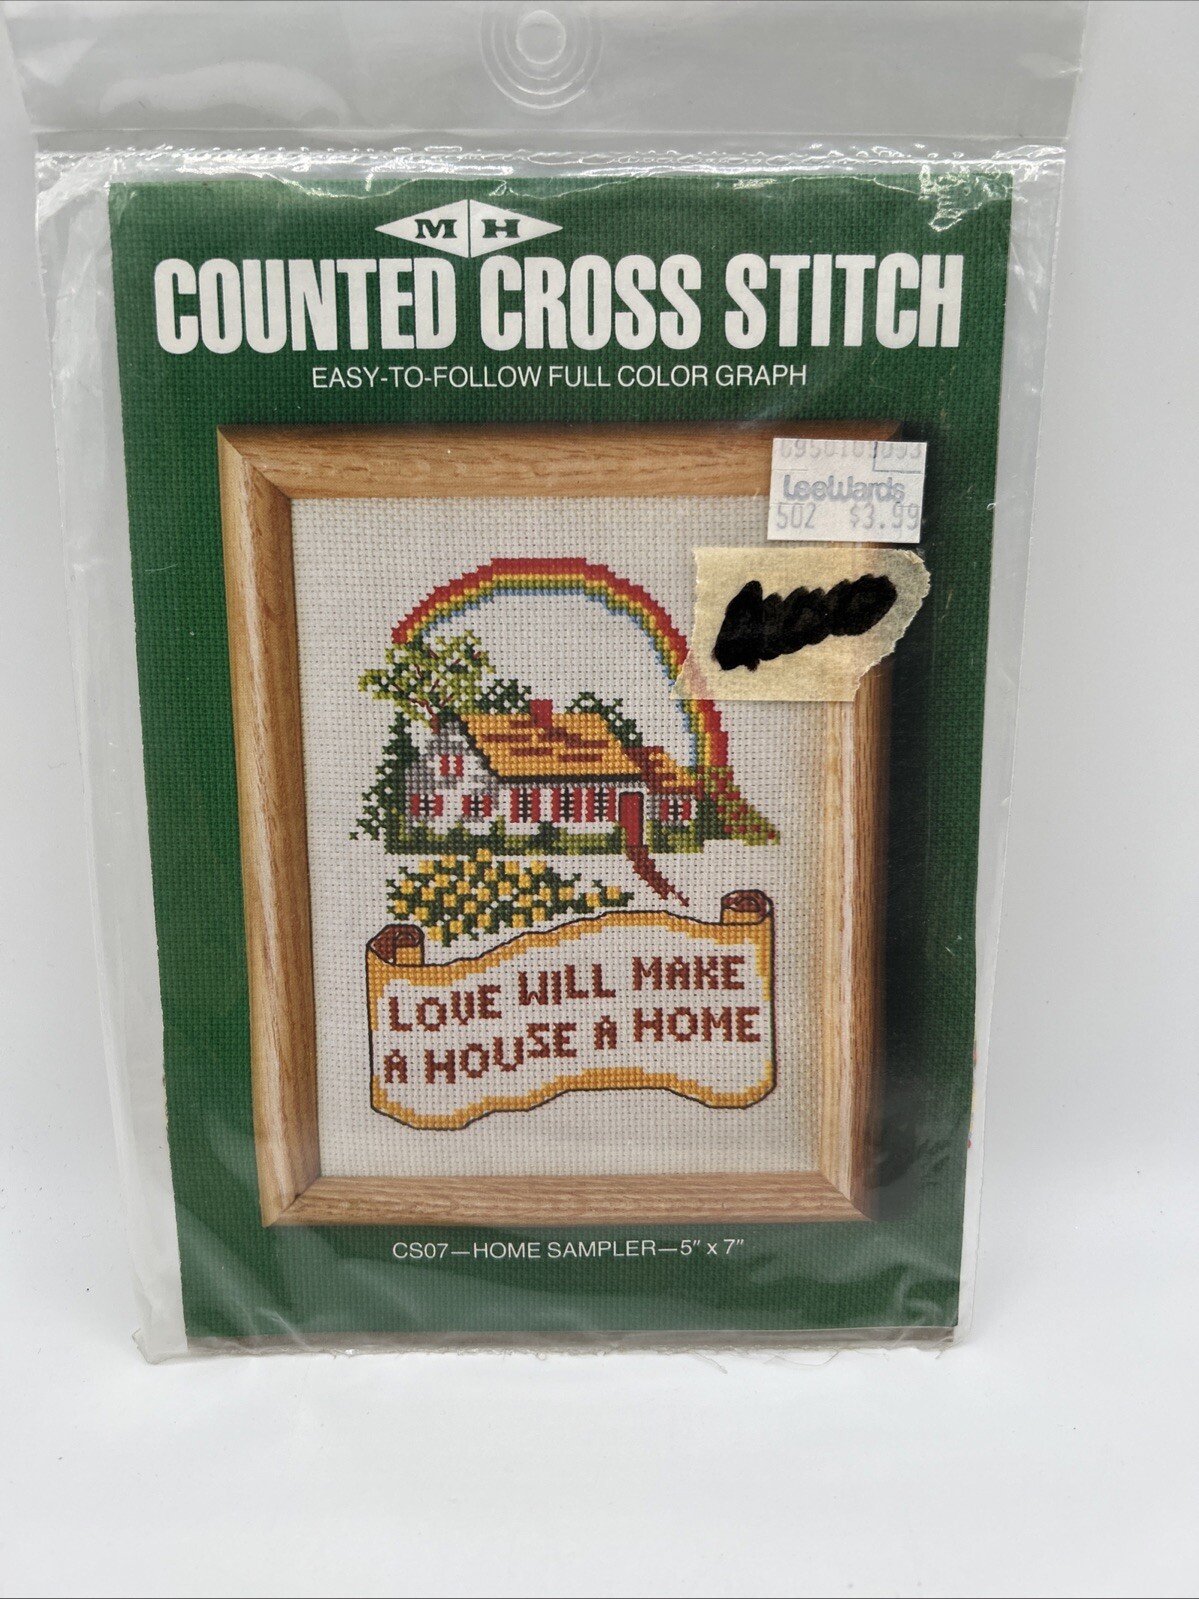 M H
COUNTED CROSS STITCH
EASY-TO-FOLLOW FULL COLOR GRAPH
LeeWards
502 $3.99
LOVE WILL MAKE
A HOUSE A HOME
CS07—HOME SAMPLER—5" x 7"